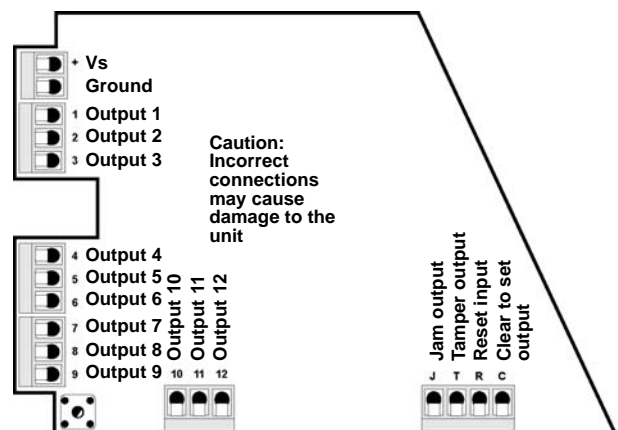 + Vs
Ground
1 Output 1
2 Output 2
3 Output 3
Caution:
Incorrect
connections
may cause
damage to the
unit
4 Output 4
5 Output 5
6 Output 6
7 Output 7
8 Output 8
9 Output 9
Output 10
Output 11
Output 12
10 11 12
Jam output
Tamper output
Reset input
Clear to set
output
J T R C